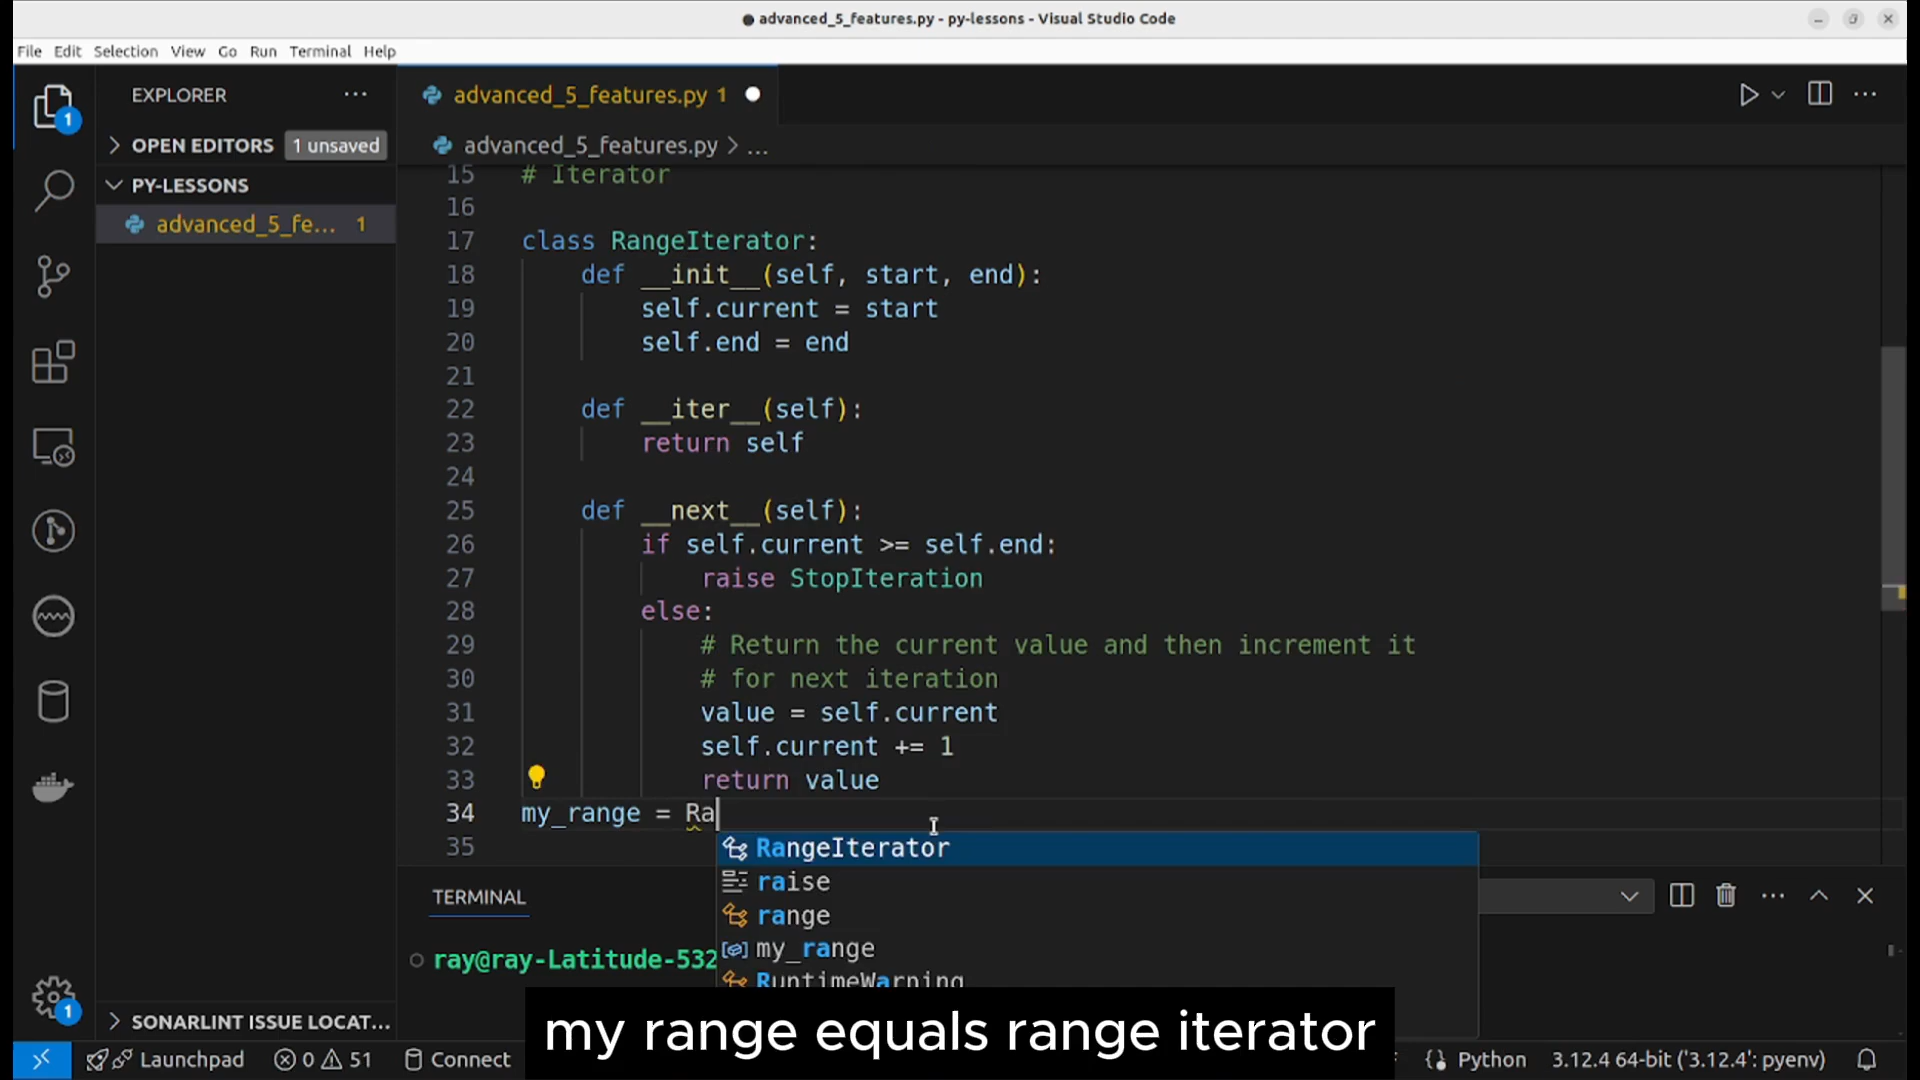 advanced_5_features.py - py-lessons - Visual Studio Code
File Edit Selection View Go Run Terminal Help
EXPLORER
advanced_5_features.py 1
OPEN EDITORS 1 unsaved
advanced_5_features.py > ...
PY-LESSONS
advanced_5_fe... 1
15 # Iterator
16
17 class RangeIterator:
18 def __init__(self, start, end):
19 self.current = start
20 self.end = end
21
22 def __iter__(self):
23 return self
24
25 def __next__(self):
26 if self.current >= self.end:
27 raise StopIteration
28 else:
29 # Return the current value and then increment it
30 # for next iteration
31 value = self.current
32 self.current += 1
33 return value
34 my_range = Ra
35
RangeIterator
raise
range
my_range
RuntimeWarning
TERMINAL
ray@ray-Latitude-532
1
1
SONARLINT ISSUE LOCAT...
my range equals range iterator
Launchpad 0 51 Connect Python 3.12.4 64-bit ('3.12.4': pyenv)